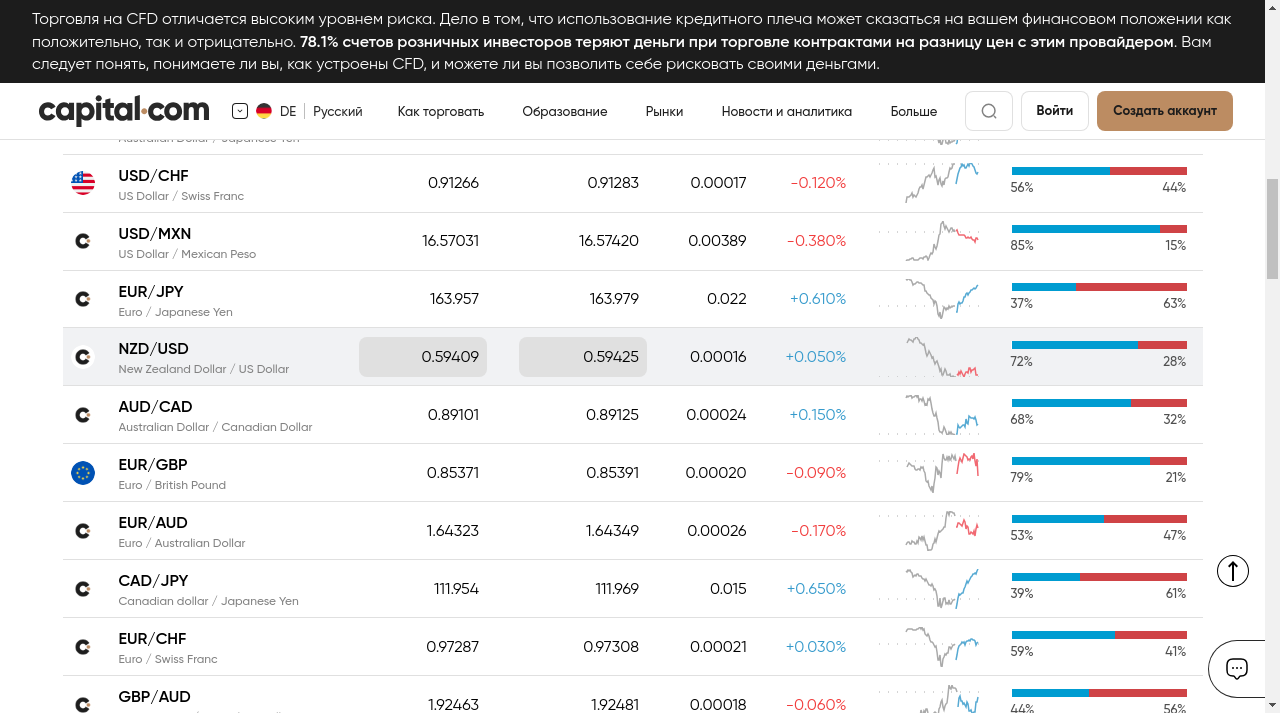 Торговля на CFD отличается высоким уровнем риска. Дело в том, что использование кредитного плеча может сказаться на вашем финансовом положении как
положительно, так и отрицательно. 78.1% счетов розничных инвесторов теряют деньги при торговле контрактами на разницу цен с этим провайдером. Вам
следует понять, понимаете ли вы, как устроены CFD, и можете ли вы позволить себе рисковать своими деньгами.
capital.com DE Русский Как торговать Образование Рынки Новости и аналитика Больше Войти Создать аккаунт
Australian Dollar / Japanese Yen
USD/CHF 0.91266 0.91283 0.00017 -0.120%
US Dollar / Swiss Franc 56% 44%
USD/MXN 16.57031 16.57420 0.00389 -0.380%
US Dollar / Mexican Peso 85% 15%
EUR/JPY 163.957 163.979 0.022 +0.610%
Euro / Japanese Yen 37% 63%
NZD/USD 0.59409 0.59425 0.00016 +0.050%
New Zealand Dollar / US Dollar 72% 28%
AUD/CAD 0.89101 0.89125 0.00024 +0.150%
Australian Dollar / Canadian Dollar 68% 32%
EUR/GBP 0.85371 0.85391 0.00020 -0.090%
Euro / British Pound 79% 21%
EUR/AUD 1.64323 1.64349 0.00026 -0.170%
Euro / Australian Dollar 53% 47%
CAD/JPY 111.954 111.969 0.015 +0.650%
Canadian dollar / Japanese Yen 39% 61%
EUR/CHF 0.97287 0.97308 0.00021 +0.030%
Euro / Swiss Franc 59% 41%
GBP/AUD 1.92463 1.92481 0.00018 -0.060%
44% 56%